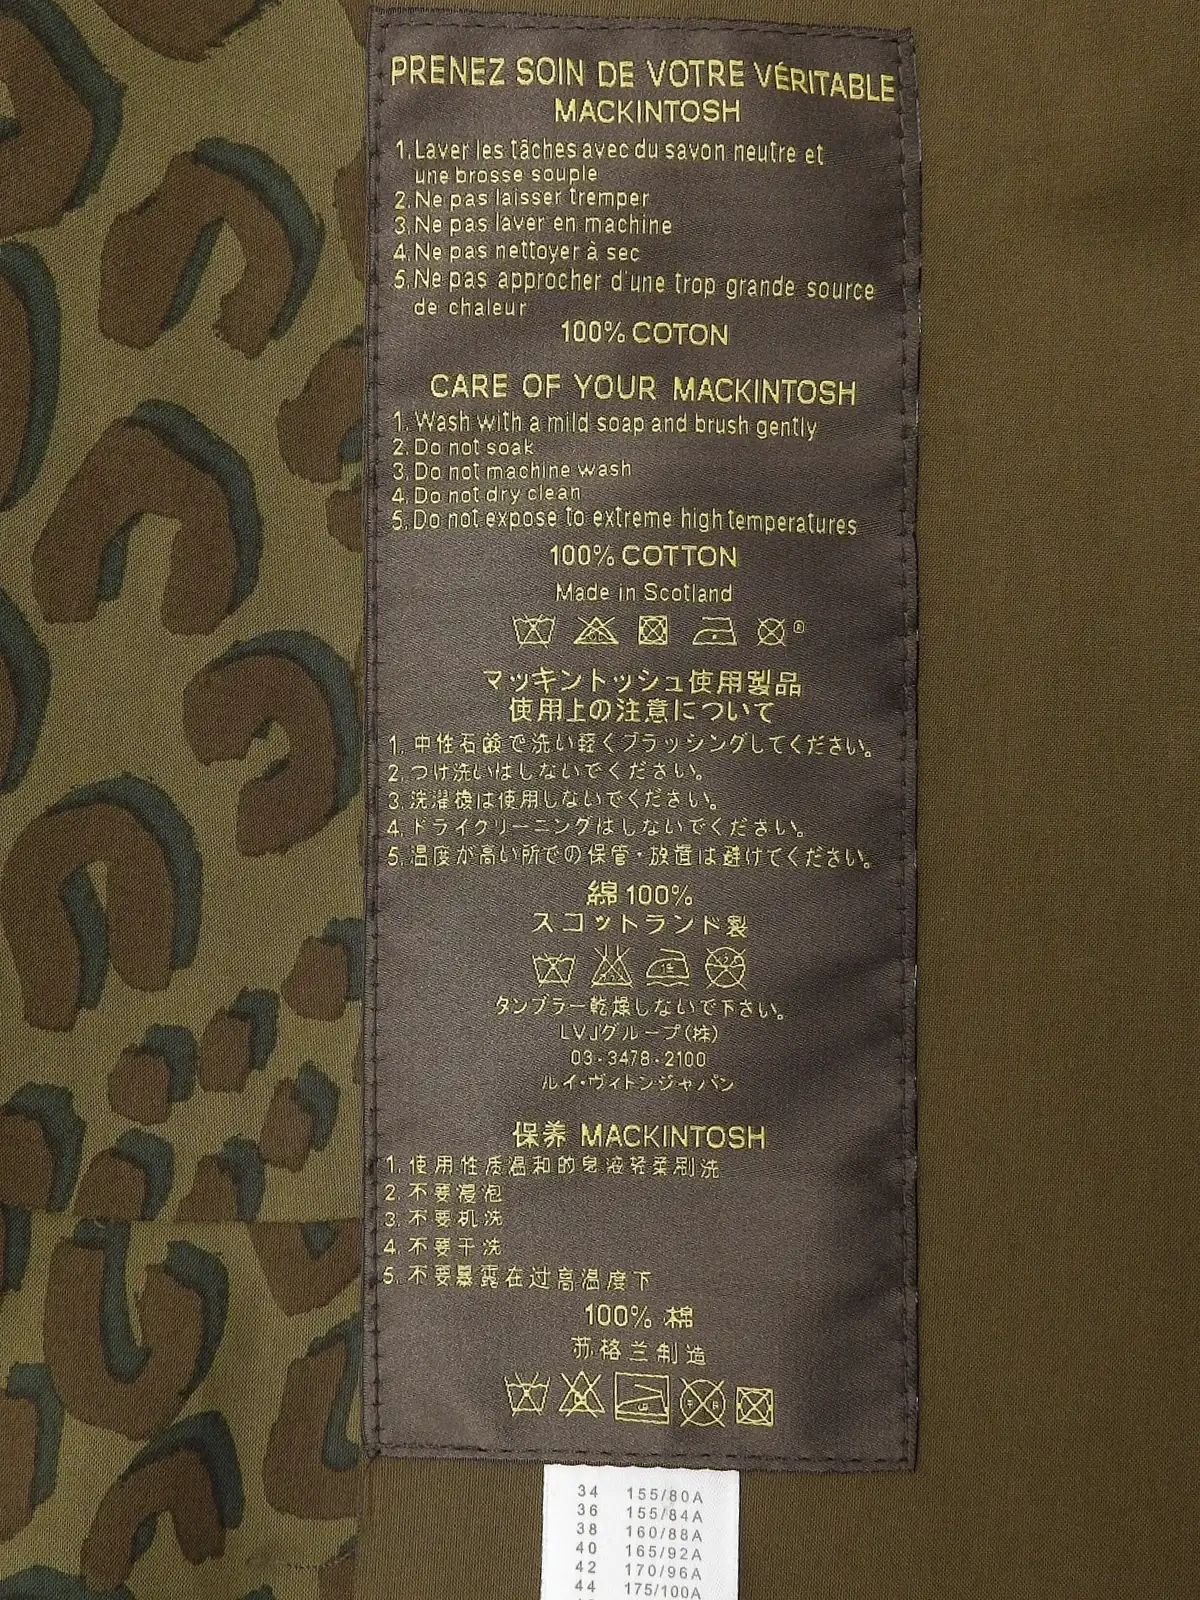 PRENEZ SOIN DE VOTRE VÉRITABLE
MACKINTOSH
1. Laver les tâches avec du savon neutre et
une brosse souple
2. Ne pas laisser tremper
3. Ne pas laver en machine
4. Ne pas nettoyer à sec
5. Ne pas approcher d'une trop grande source
de chaleur
100% COTON
CARE OF YOUR MACKINTOSH
1. Wash with a mild soap and brush gently
2. Do not soak
3. Do not machine wash
4. Do not dry clean
5. Do not expose to extreme high temperatures
100% COTTON
Made in Scotland
マッキントッシュ使用製品
使用上の注意について
1. 中性石鹸で洗い軽くブラッシングしてください。
2. つけ洗いはしないでください。
3. 洗濯機は使用しないでください。
4. ドライクリーニングはしないでください。
5. 温度が高い所での保管・放置は避けてください。
綿100%
スコットランド製
タンブラー乾燥しないで下さい。
LVJグループ(株)
03-3478-2100
ルイ・ヴィトンジャパン
保养 MACKINTOSH
1. 使用性质温和的皂液轻柔刷洗
2. 不要浸泡
3. 不要机洗
4. 不要干洗
5. 不要暴露在过高温度下
100% 棉
苏格兰制造
34 155/80A
36 155/84A
38 160/88A
40 165/92A
42 170/96A
44 175/100A